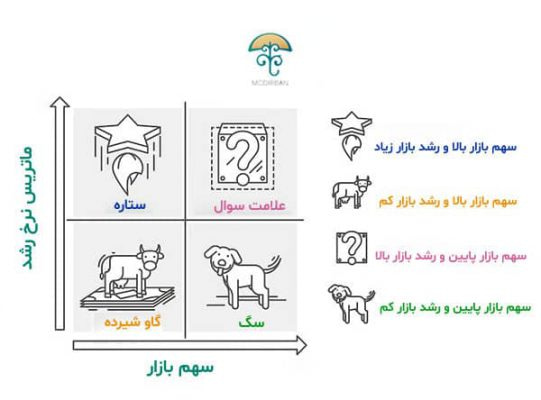 MODIRBAN
ماتریس نرخ رشد
ستاره
علامت سوال
گاو شیرده
سگ
سهم بازار
سهم بازار بالا و رشد بازار زیاد
سهم بازار بالا و رشد بازار کم
سهم بازار پایین و رشد بازار بالا
سهم بازار پایین و رشد بازار کم